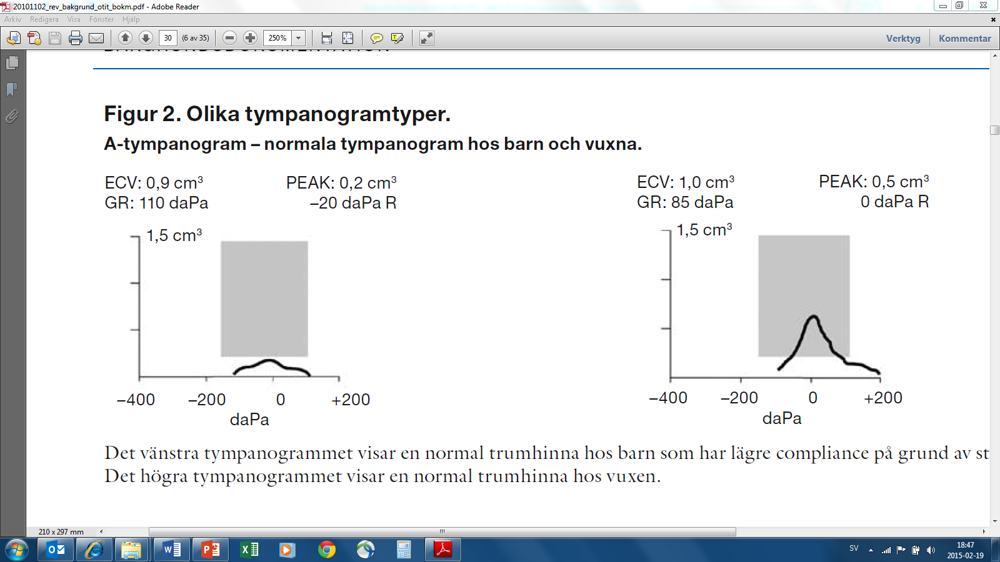 20101102_rev_bakgrund_otit_bokm.pdf - Adobe Reader
Arkiv Redigera Visa Fönster Hjälp
30 (6 av 35) 250% Verktyg Kommentar
BAKGRUNDSDOKUMENTATION
Figur 2. Olika tympanogramtyper.
A-tympanogram – normala tympanogram hos barn och vuxna.
ECV: 0,9 cm³ PEAK: 0,2 cm³
GR: 110 daPa –20 daPa R
1,5 cm³
–400 –200 0 +200
daPa
ECV: 1,0 cm³ PEAK: 0,5 cm³
GR: 85 daPa 0 daPa R
1,5 cm³
–400 –200 0 +200
daPa
Det vänstra tympanogrammet visar en normal trumhinna hos barn som har lägre compliance på grund av st
Det högra tympanogrammet visar en normal trumhinna hos vuxen.
210 x 297 mm
SV 18:47
2015-02-19